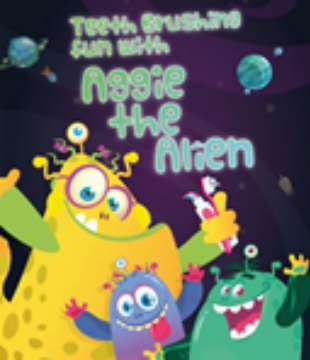 Teeth Brushing
fun with
Aggie
the
Alien